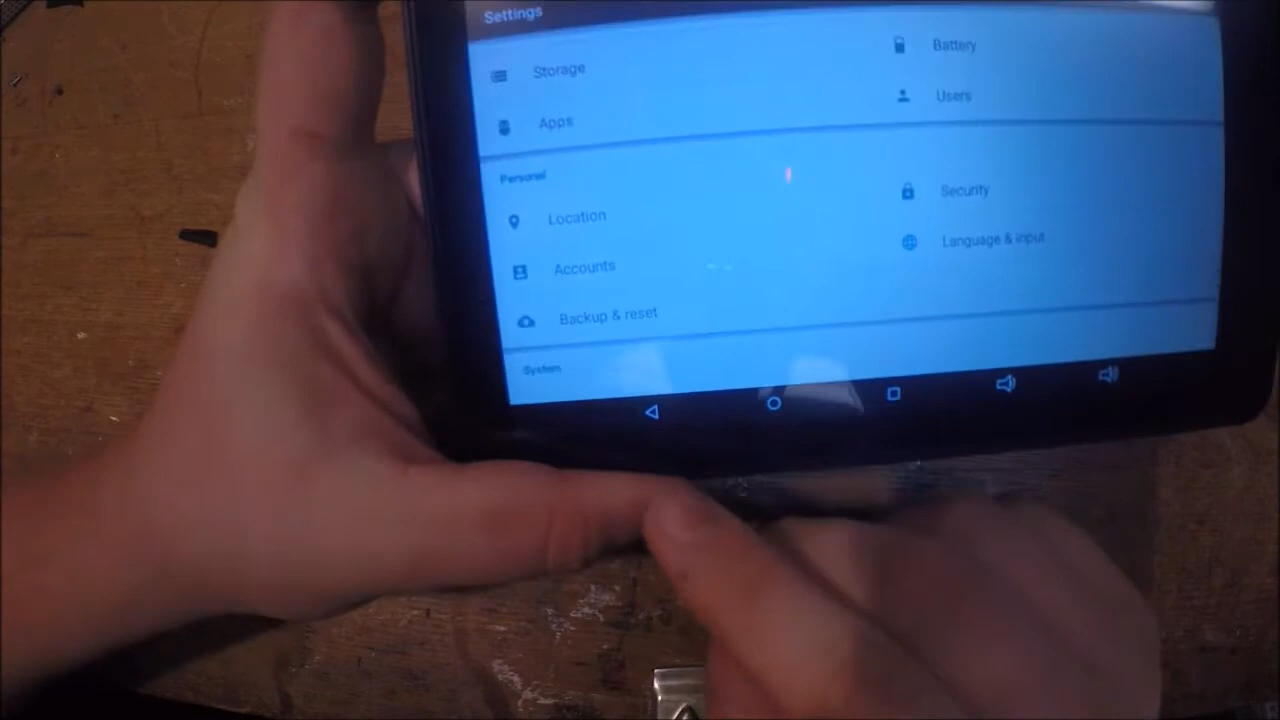 Settings
Storage
Battery
Apps
Users
Personal
Location
Security
Accounts
Language & input
Backup & reset
System